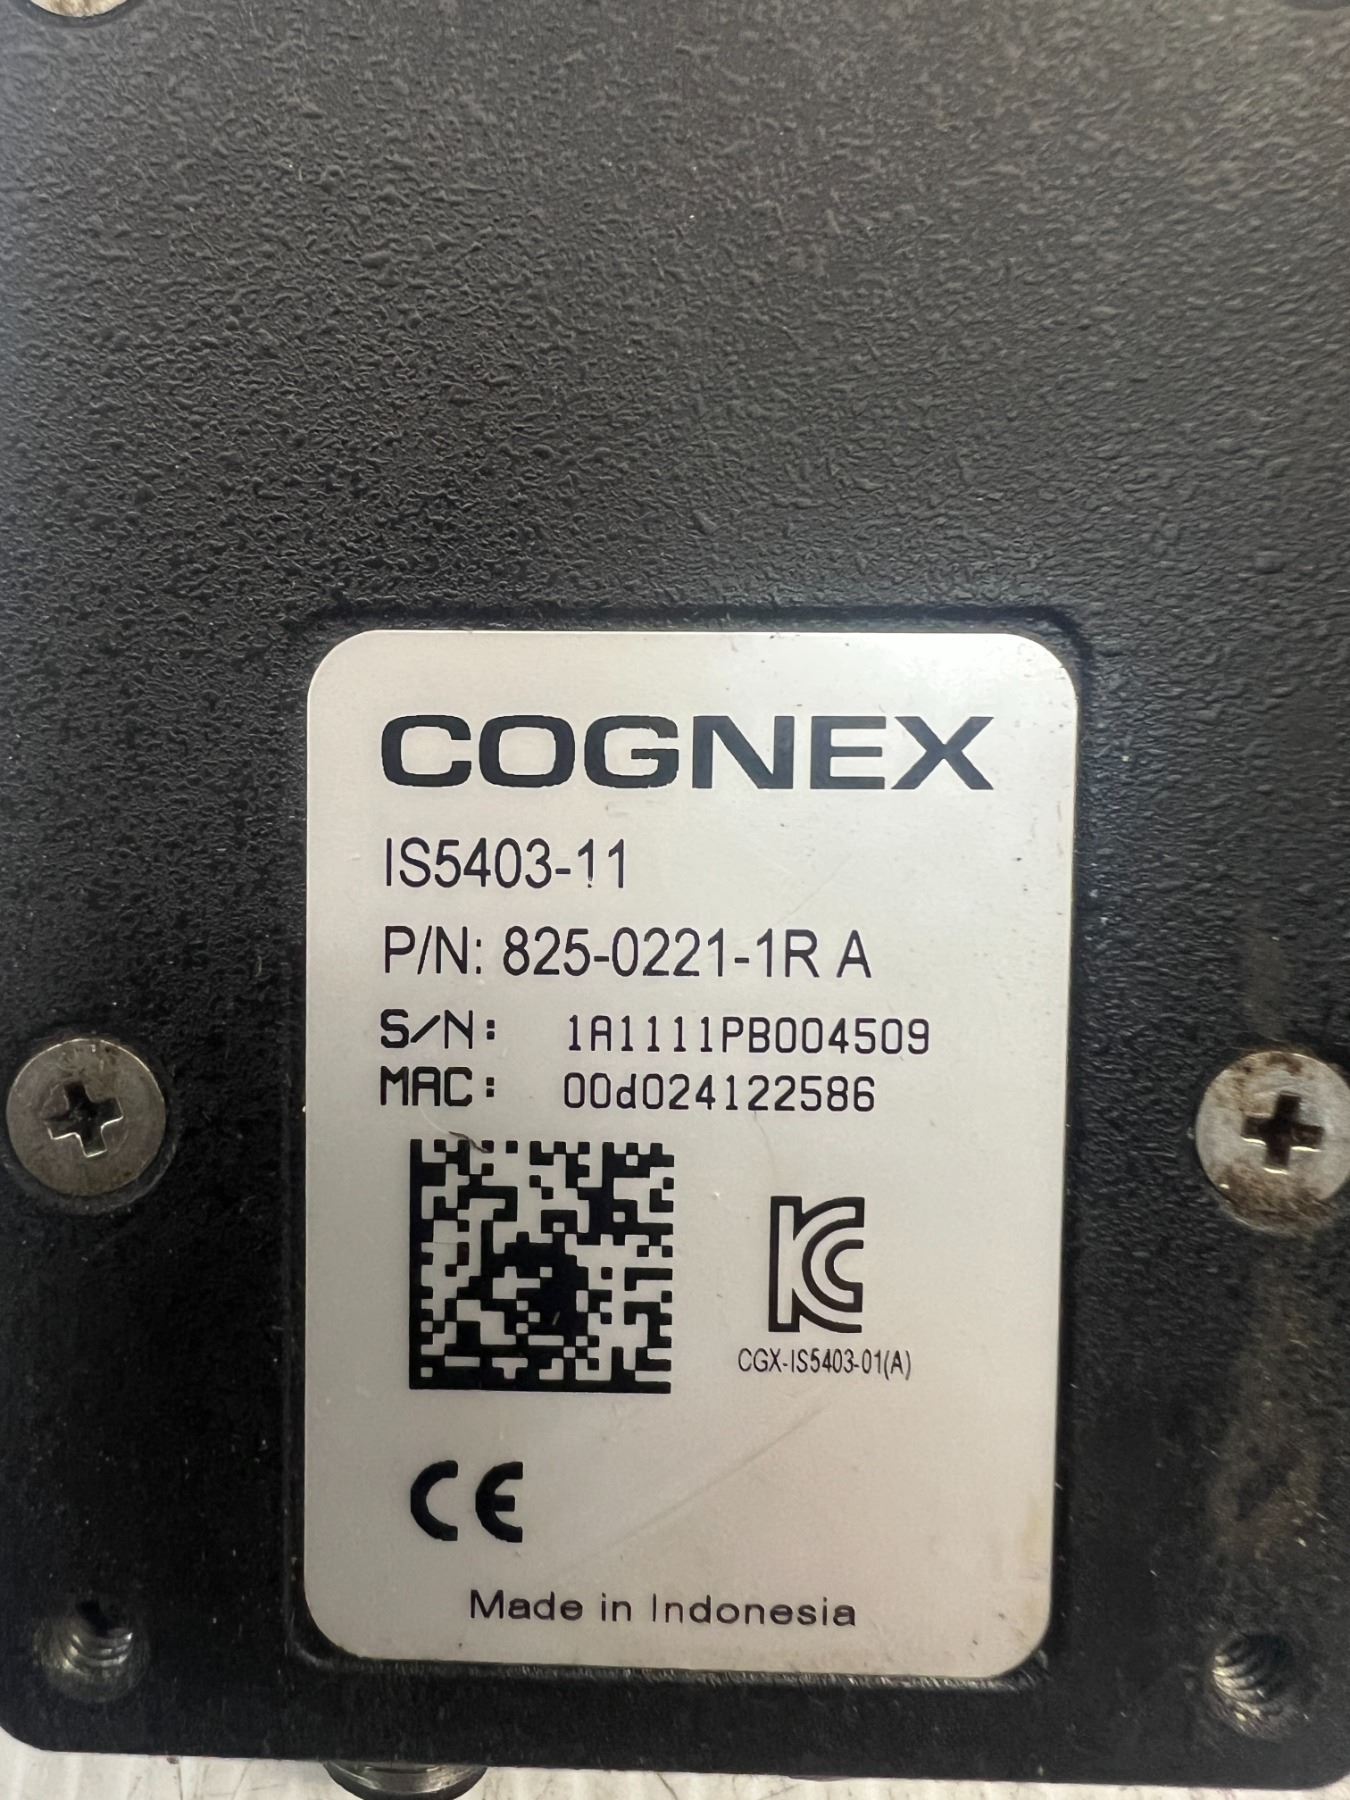 COGNEX
IS5403-11
P/N: 825-0221-1R A
S/N: 1A1111PB004509
MAC: 00d024122586
CGX-IS5403-01(A)
CE
Made in Indonesia